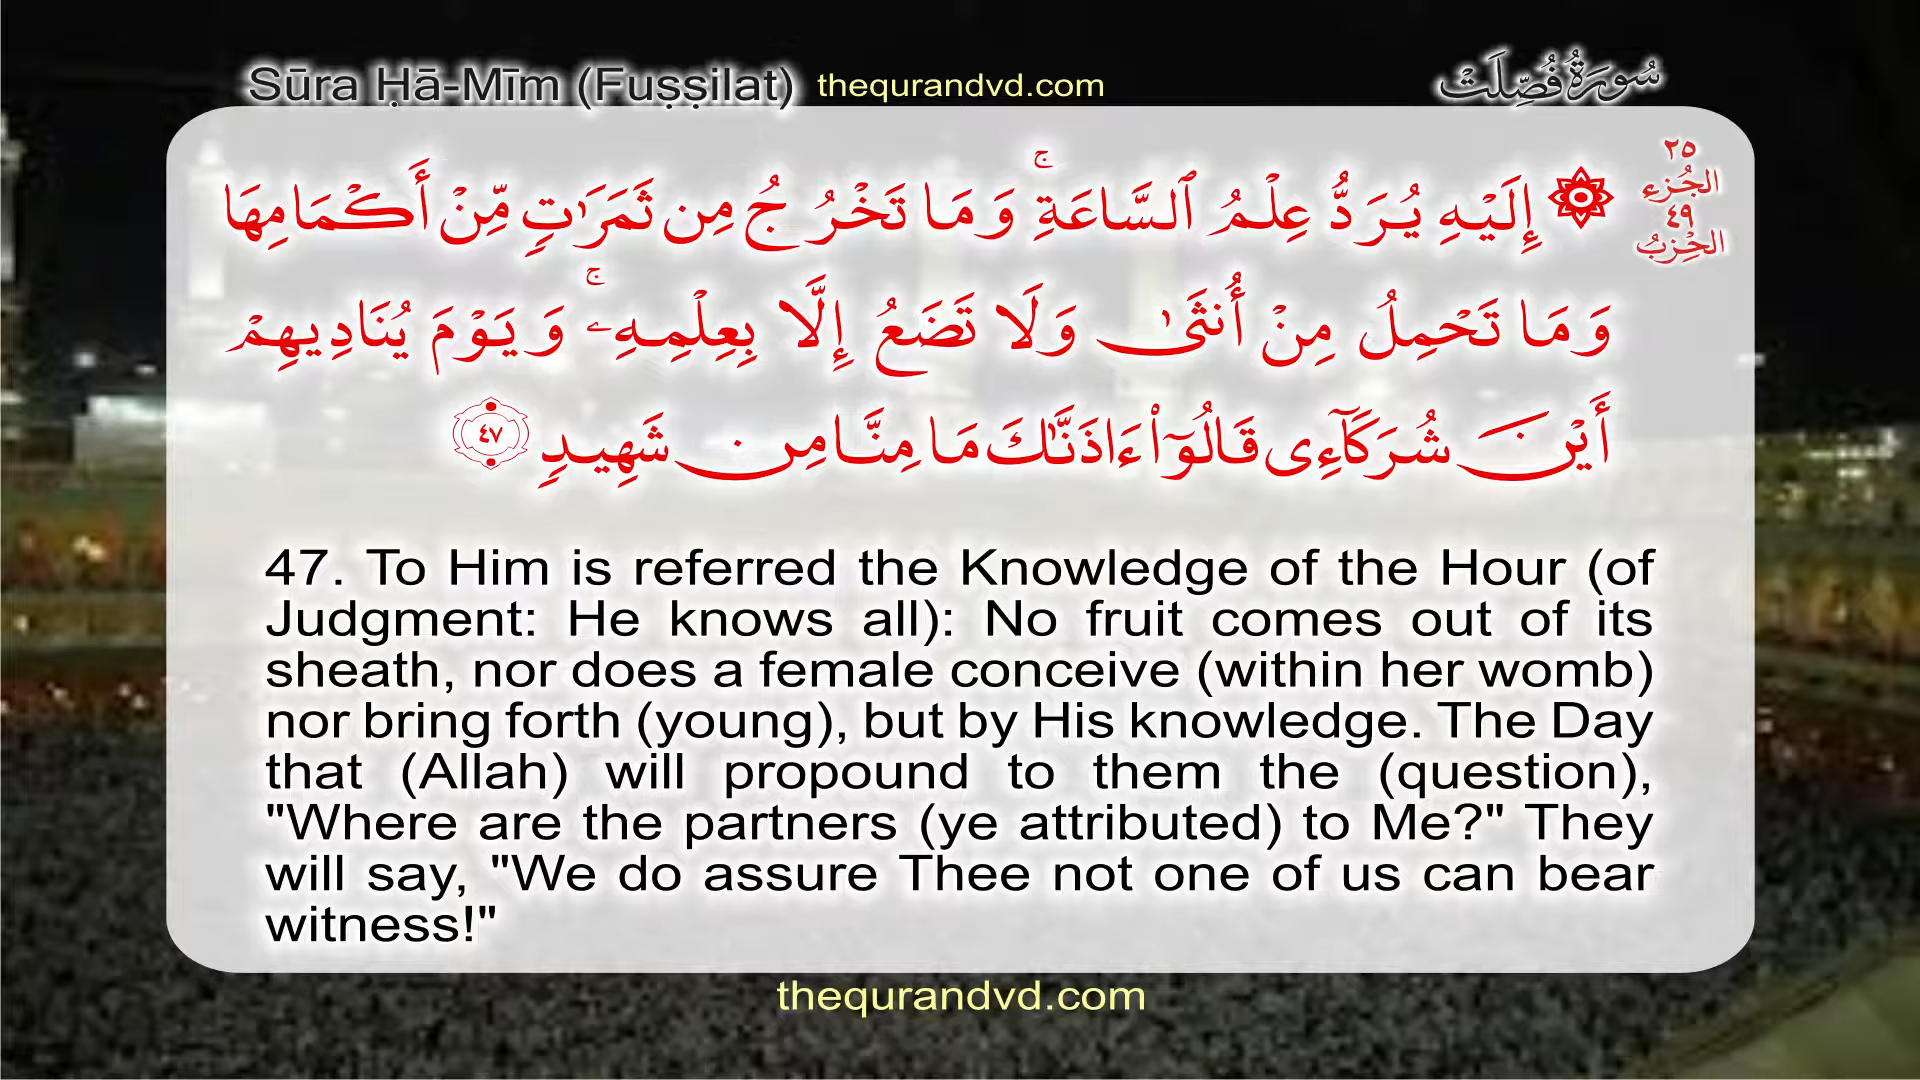 Sūra Ḥā-Mīm (Fuṣṣilat) thequrandvd.com سُورَةُ فُصِّلَتْ
٢٥
الجُزء
٤٩
الحِزبُ
۞ إِلَيْهِ يُرَدُّ عِلْمُ ٱلسَّاعَةِ ۚ وَمَا تَخْرُجُ مِن ثَمَرَٰتٍ مِّنْ أَكْمَامِهَا
وَمَا تَحْمِلُ مِنْ أُنثَىٰ وَلَا تَضَعُ إِلَّا بِعِلْمِهِۦ ۚ وَيَوْمَ يُنَادِيهِمْ
أَيْنَ شُرَكَآءِى قَالُوٓا۟ ءَاذَنَّٰكَ مَا مِنَّا مِن شَهِيدٍ ٤٧
47. To Him is referred the Knowledge of the Hour (of
Judgment: He knows all): No fruit comes out of its
sheath, nor does a female conceive (within her womb)
nor bring forth (young), but by His knowledge. The Day
that (Allah) will propound to them the (question),
"Where are the partners (ye attributed) to Me?" They
will say, "We do assure Thee not one of us can bear
witness!"
thequrandvd.com